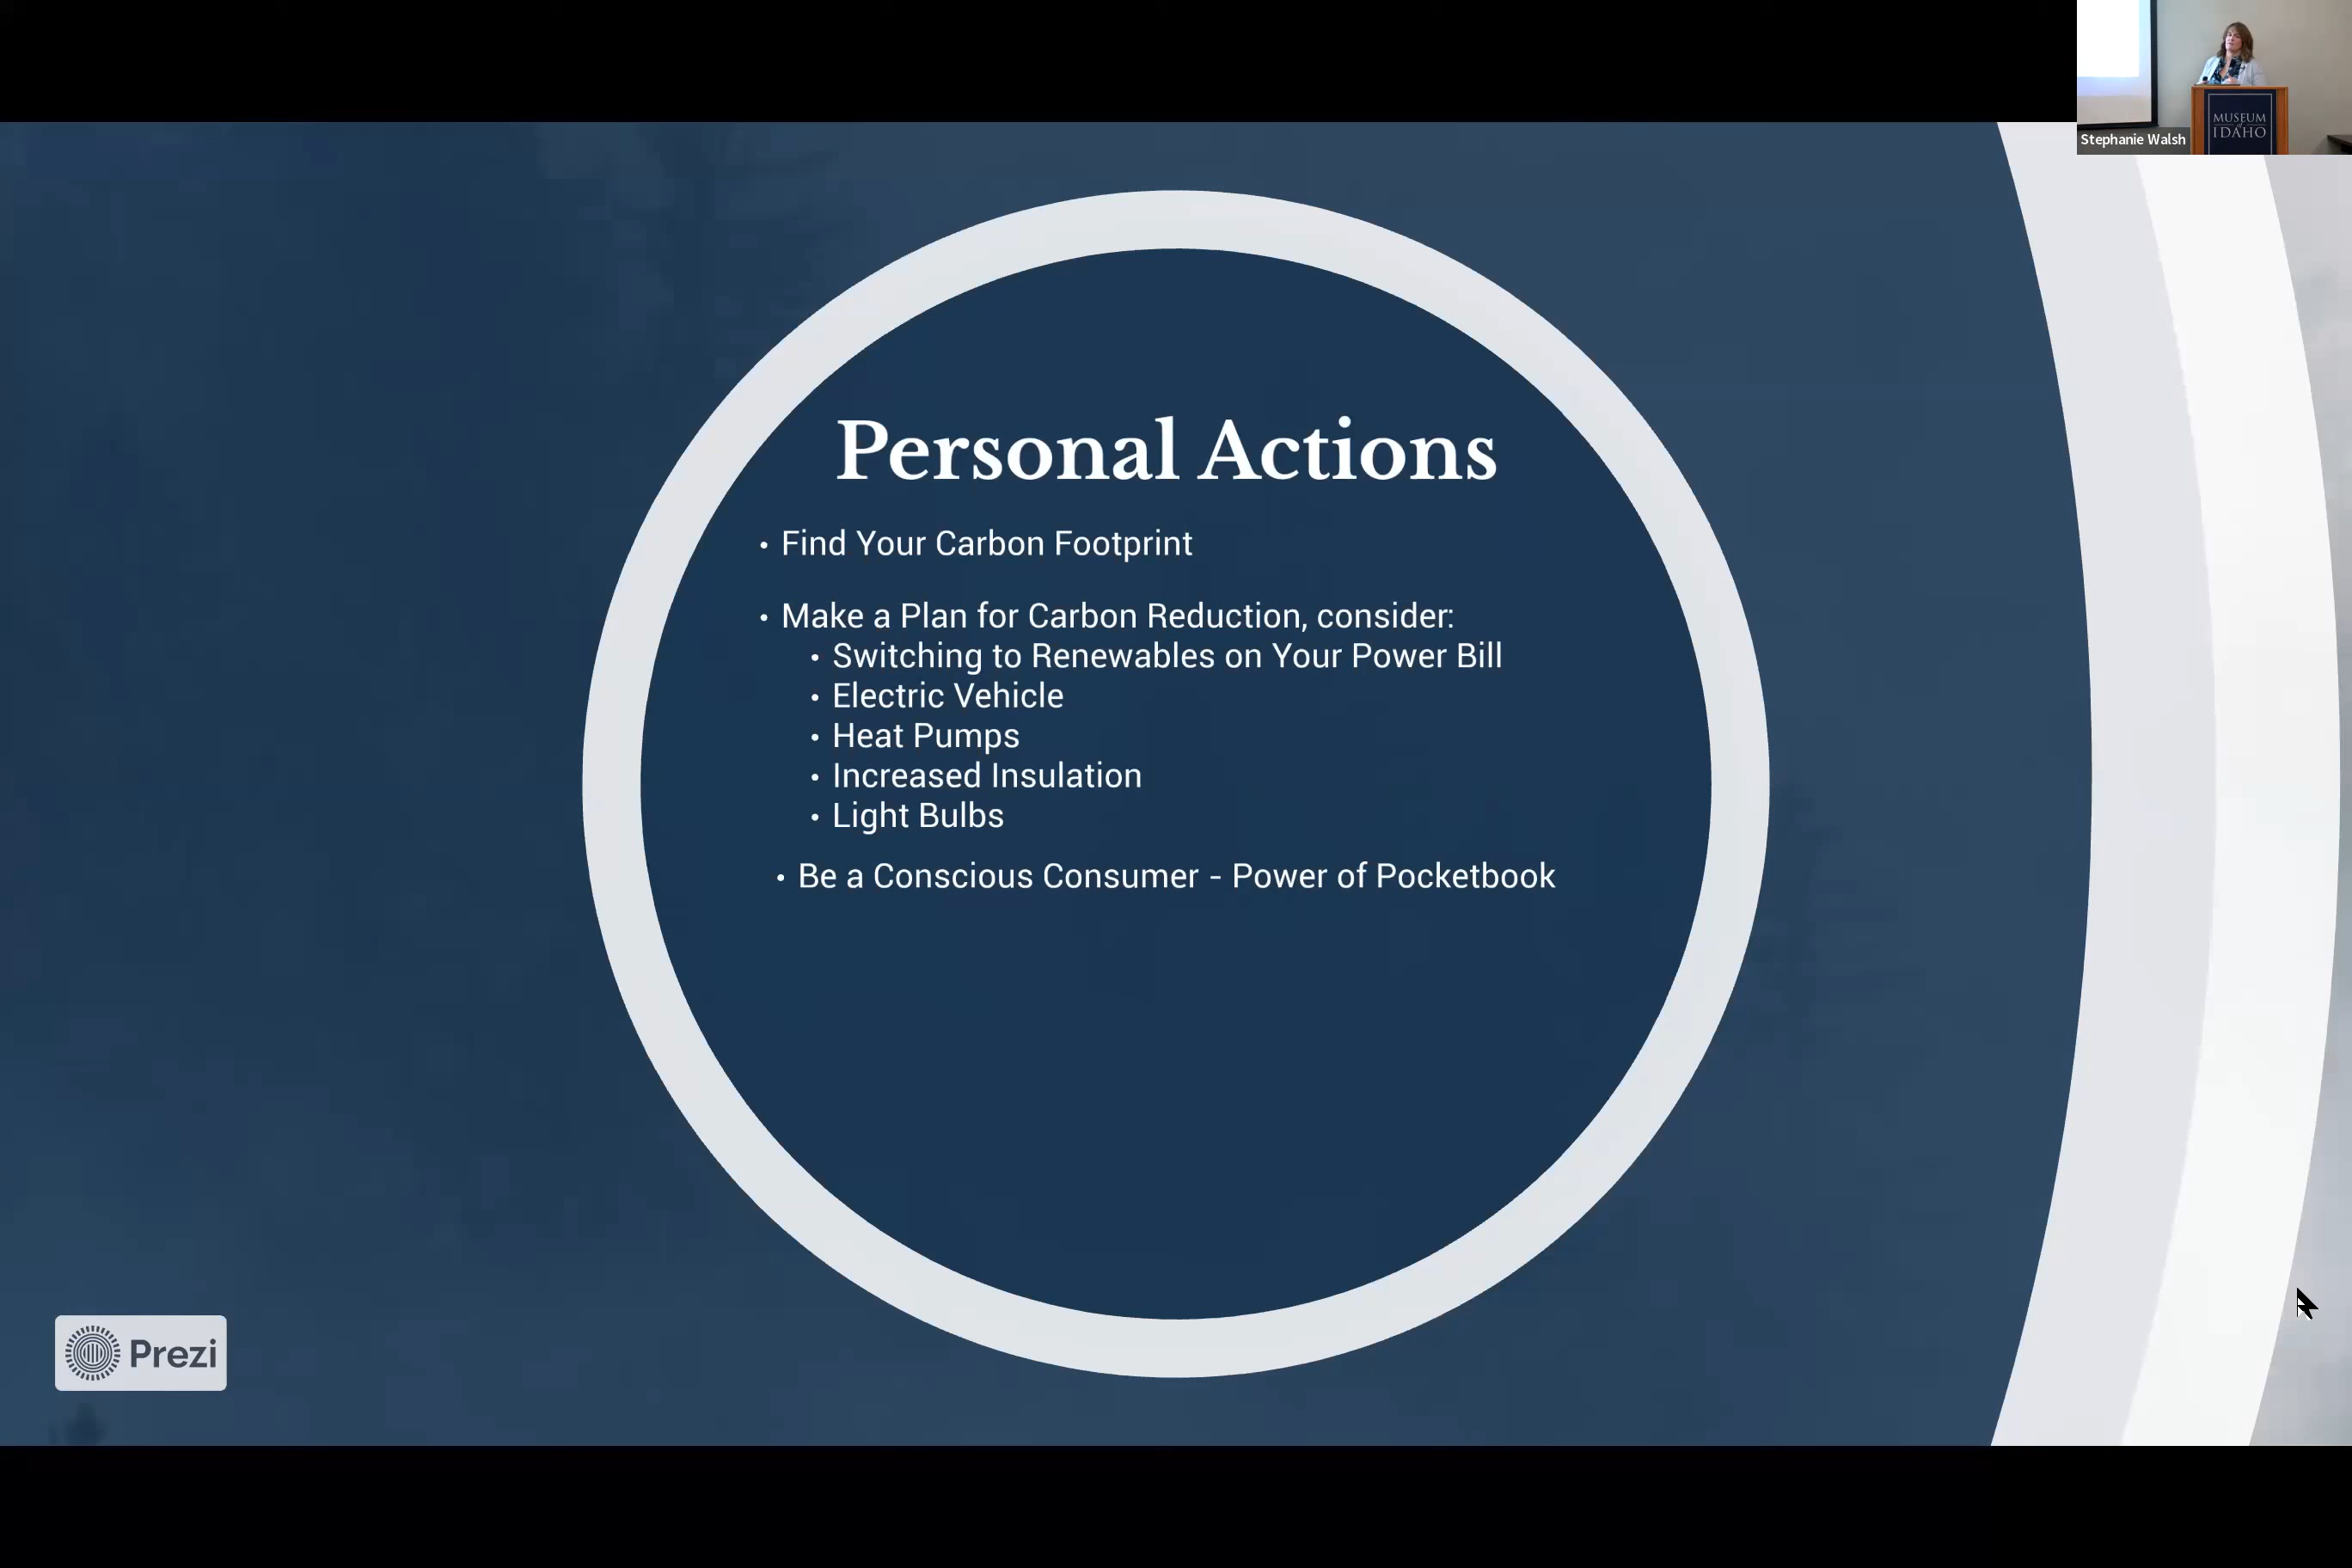 Stephanie Walsh
MUSEUM
of
IDAHO
Personal Actions
• Find Your Carbon Footprint
• Make a Plan for Carbon Reduction, consider:
• Switching to Renewables on Your Power Bill
• Electric Vehicle
• Heat Pumps
• Increased Insulation
• Light Bulbs
• Be a Conscious Consumer - Power of Pocketbook
Prezi